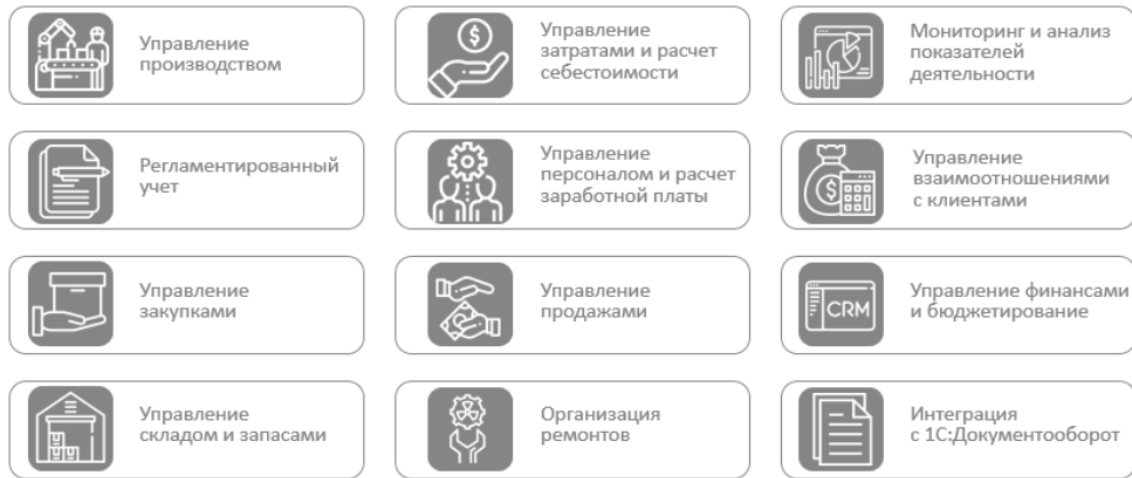 Управление
производством
Управление
затратами и расчет
себестоимости
Мониторинг и анализ
показателей
деятельности
Регламентированный
учет
Управление
персоналом и расчет
заработной платы
Управление
взаимоотношениями
с клиентами
Управление
закупками
Управление
продажами
CRM
Управление финансами
и бюджетирование
Управление
складом и запасами
Организация
ремонтов
Интеграция
с 1С:Документооборот